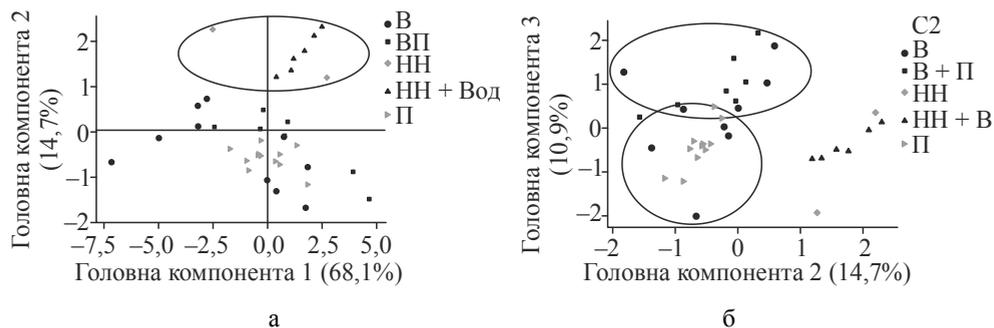 Головна компонента 2
(14,7%)
2
1
0
–1
–2
–7,5
–5,0
–2,5
0,0
2,5
5,0
Головна компонента 1 (68,1%)
В
ВП
НН
НН + Вод
П
а
Головна компонента 3
(10,9%)
2
1
0
–1
–2
–2
–1
0
1
2
Головна компонента 2 (14,7%)
С2
В
В + П
НН
НН + В
П
б